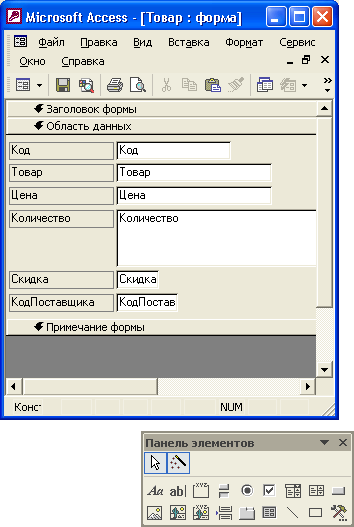 Microsoft Access - [Товар : форма]
Файл Правка Вид Вставка Формат Сервис
Окно Справка
Заголовок формы
Область данных
Код Код
Товар Товар
Цена Цена
Количество Количество
Скидка Скидка
КодПоставщика КодПостав
Примечание формы
Конс NUM
Панель элементов
Aa ab| XYZ XYZ